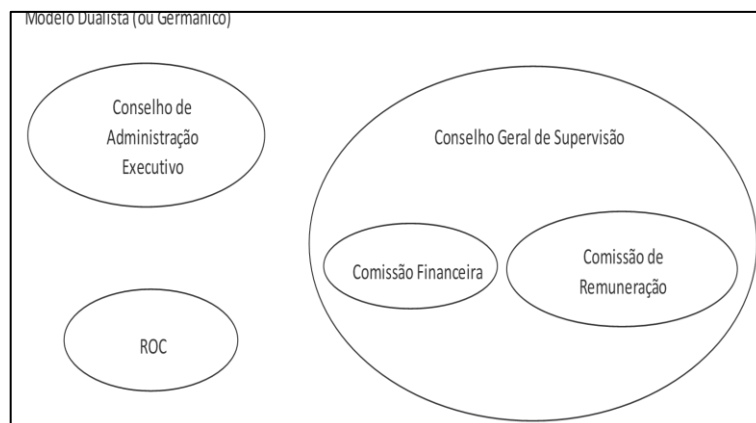 Modelo Dualista (ou Germânico)
Conselho de
Administração
Executivo
Conselho Geral de Supervisão
Comissão Financeira
Comissão de
Remuneração
ROC